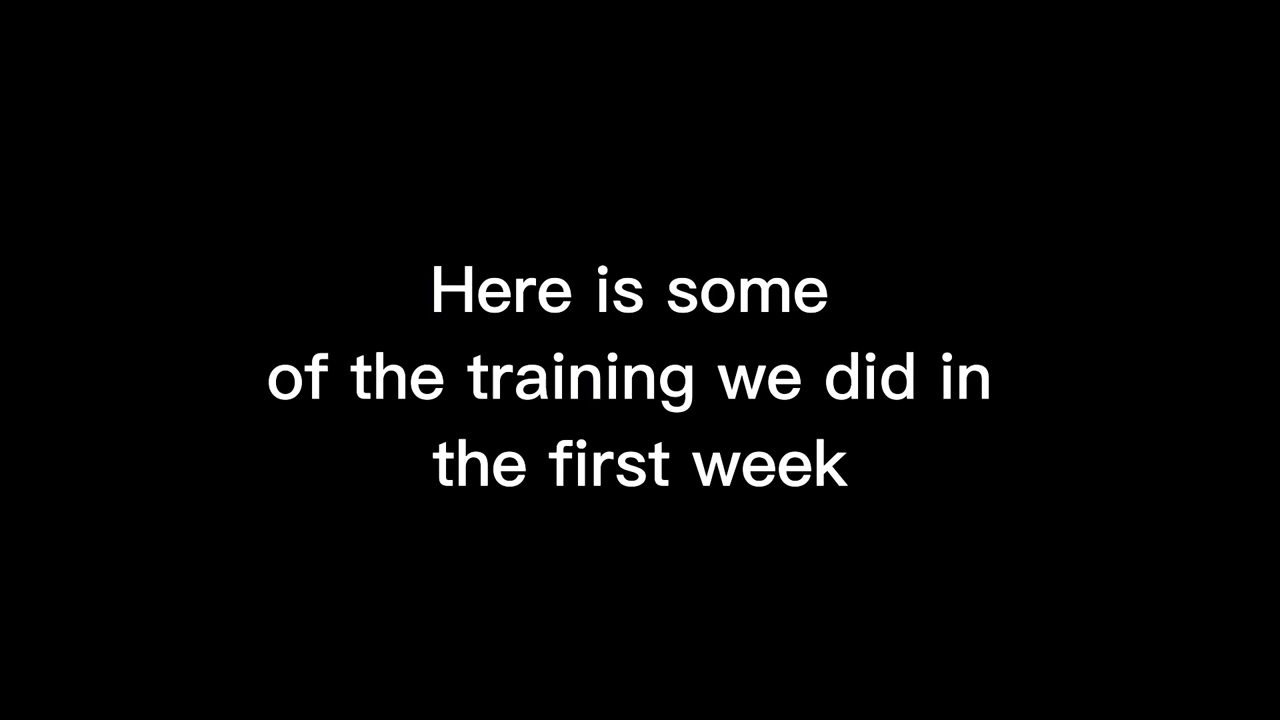 Here is some
of the training we did in
the first week